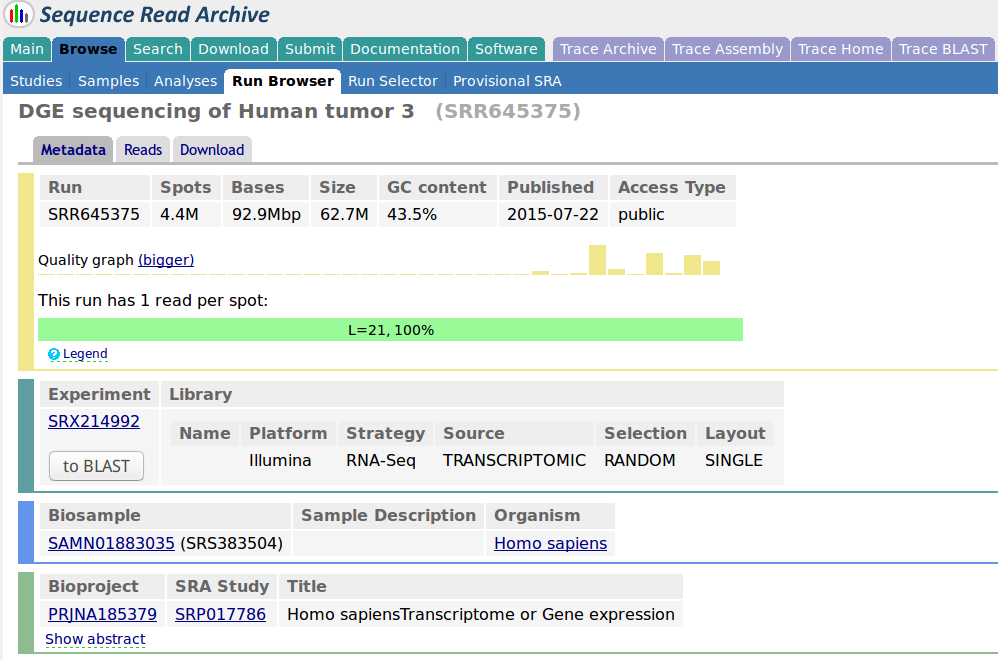 Sequence Read Archive
Main Browse Search Download Submit Documentation Software Trace Archive Trace Assembly Trace Home Trace BLAST
Studies Samples Analyses Run Browser Run Selector Provisional SRA
DGE sequencing of Human tumor 3 (SRR645375)
Metadata Reads Download
Run Spots Bases Size GC content Published Access Type
SRR645375 4.4M 92.9Mbp 62.7M 43.5% 2015-07-22 public
Quality graph (bigger)
This run has 1 read per spot:
L=21, 100%
? Legend
Experiment Library
SRX214992
Name Platform Strategy Source Selection Layout
Illumina RNA-Seq TRANSCRIPTOMIC RANDOM SINGLE
to BLAST
Biosample Sample Description Organism
SAMN01883035 (SRS383504) Homo sapiens
Bioproject SRA Study Title
PRJNA185379 SRP017786 Homo sapiensTranscriptome or Gene expression
Show abstract